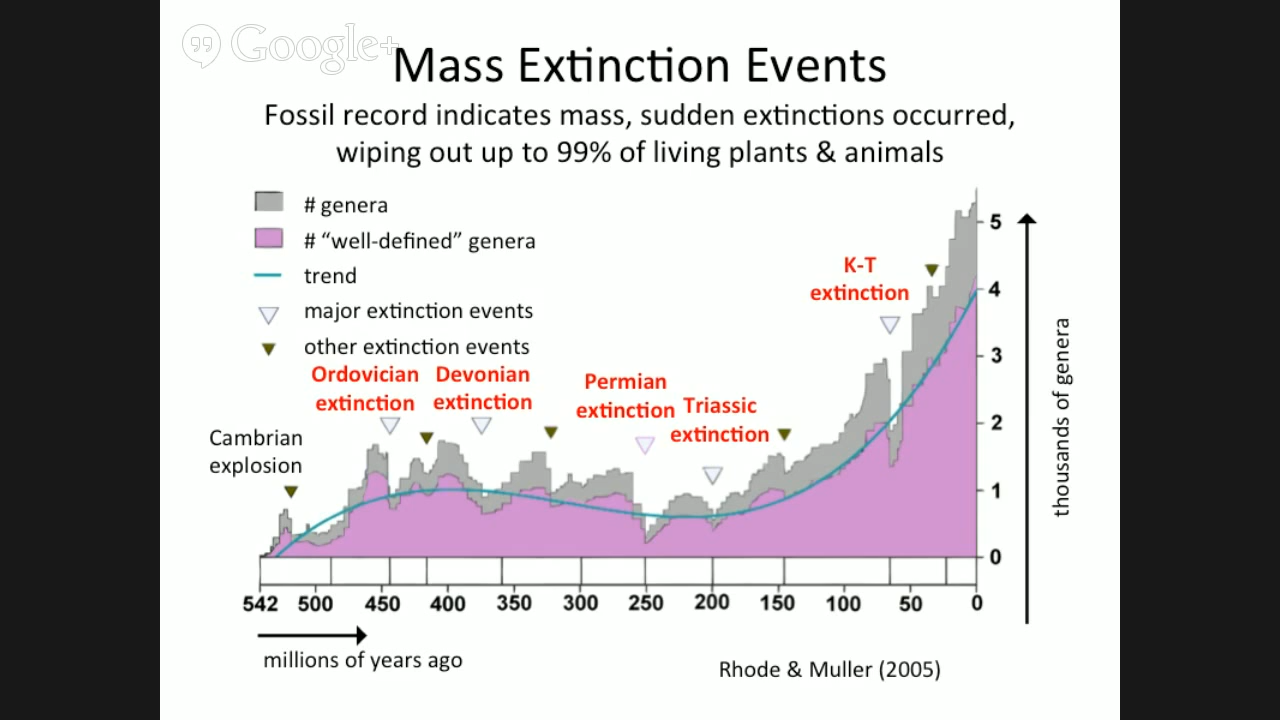 Google+
Mass Extinction Events
Fossil record indicates mass, sudden extinctions occurred,
wiping out up to 99% of living plants & animals
# genera
# “well-defined” genera
trend
major extinction events
other extinction events
Ordovician
extinction
Devonian
extinction
Permian
extinction
Triassic
extinction
K-T
extinction
Cambrian
explosion
5
4
3
2
1
0
thousands of genera
542 500 450 400 350 300 250 200 150 100 50 0
millions of years ago
Rhode & Muller (2005)